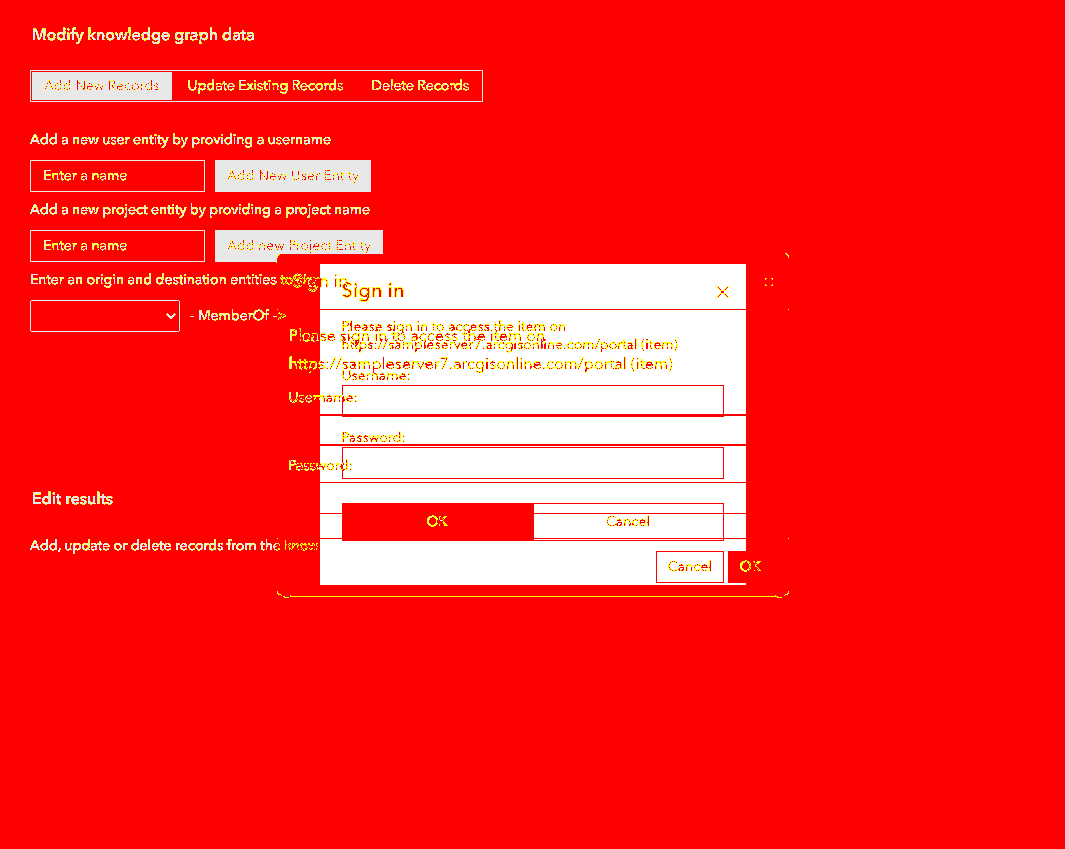 Modify knowledge graph data
Add New Records Update Existing Records Delete Records
Add a new user entity by providing a username
Enter a name Add New User Entity
Add a new project entity by providing a project name
Enter a name Add new Project Entity
Enter an origin and destination entities to
Sign in
Sign in
- MemberOf ->
Please sign in to access the item on
https://sampleserver7.arcgisonline.com/portal (item)
Please sign in to access the item on
https://sampleserver7.arcgisonline.com/portal (item)
Username:
Username:
Password:
Password:
Edit results
OK Cancel
Add, update or delete records from the know
Cancel OK